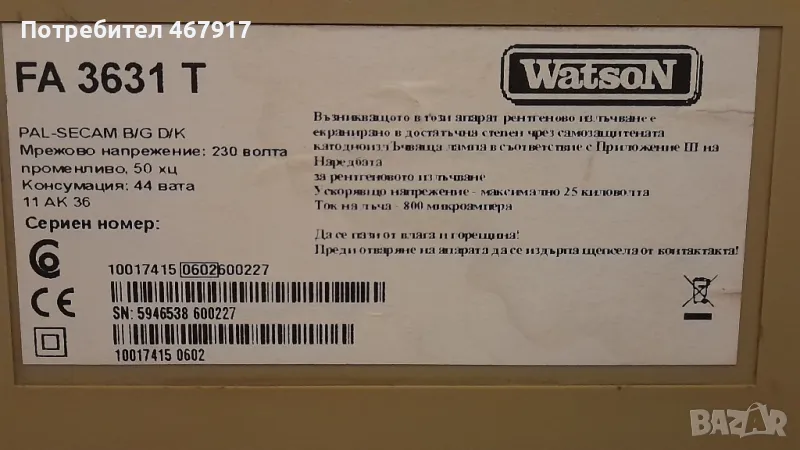 Потребител 467917
FA 3631 T
WatsoN
PAL-SECAM B/G D/K
Мрежово напрежение: 230 волта
променливо, 50 хц
Консумация: 44 вата
11 AK 36
Сериен номер:
Възникващото в този апарат рентгеново излъчване е
екранирано в достатъчна степен чрез самозащитената
катодноизлЪчваща лампа в съответствие с Приложение III на
Наредбата
за рентгеновото излъчване
Ускоряващо напрежение - максимално 25 киловолта
Ток на лъча - 800 микроампера
Да се пази от влага и горещина!
Преди отваряне на апарата да се издърпа щепсела от контакта!
10017415 0602 600227
SN: 5946538 600227
10017415 0602
CE
BAZAR